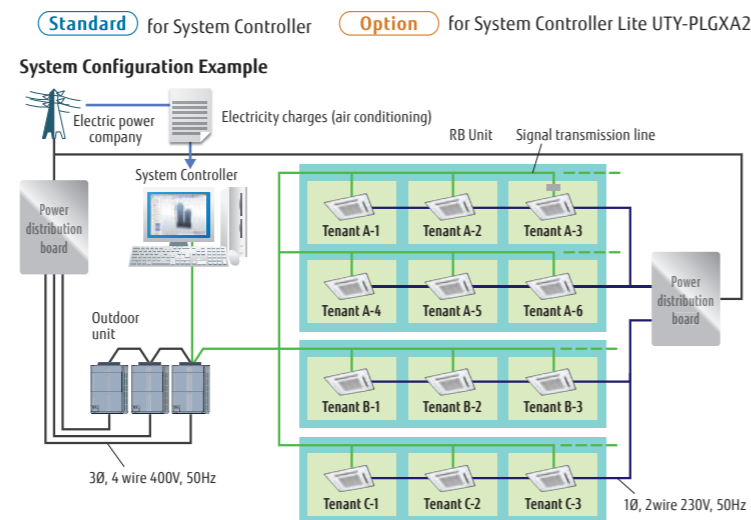 Standard for System Controller Option for System Controller Lite UTY-PLGXA2
System Configuration Example
Electric power
company
Electricity charges (air conditioning)
RB Unit Signal transmission line
System Controller
Power
distribution
board
Tenant A-1 Tenant A-2 Tenant A-3
Tenant A-4 Tenant A-5 Tenant A-6
Power
distribution
board
Outdoor
unit
Tenant B-1 Tenant B-2 Tenant B-3
3Ø, 4 wire 400V, 50Hz
Tenant C-1 Tenant C-2 Tenant C-3
1Ø, 2wire 230V, 50Hz